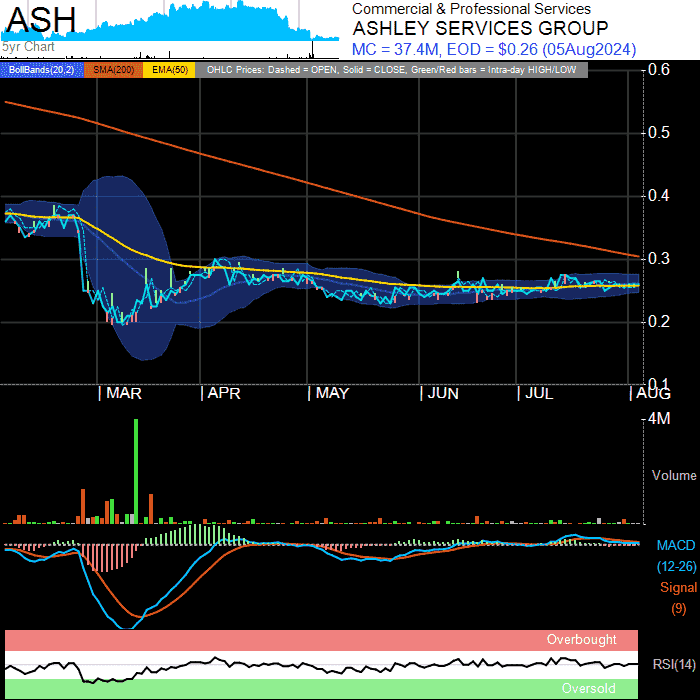 ASH
5yr Chart
Commercial & Professional Services
ASHLEY SERVICES GROUP
MC = 37.4M, EOD = $0.26 (05Aug2024)
BollBands(20,2) SMA(200) EMA(50) OHLC Prices: Dashed = OPEN, Solid = CLOSE, Green/Red bars = Intra-day HIGH/LOW
0.6
0.5
0.4
0.3
0.2
0.1
| MAR | APR | MAY | JUN | JUL | AUG
4M
Volume
MACD
(12-26)
Signal
(9)
Overbought
RSI(14)
Oversold